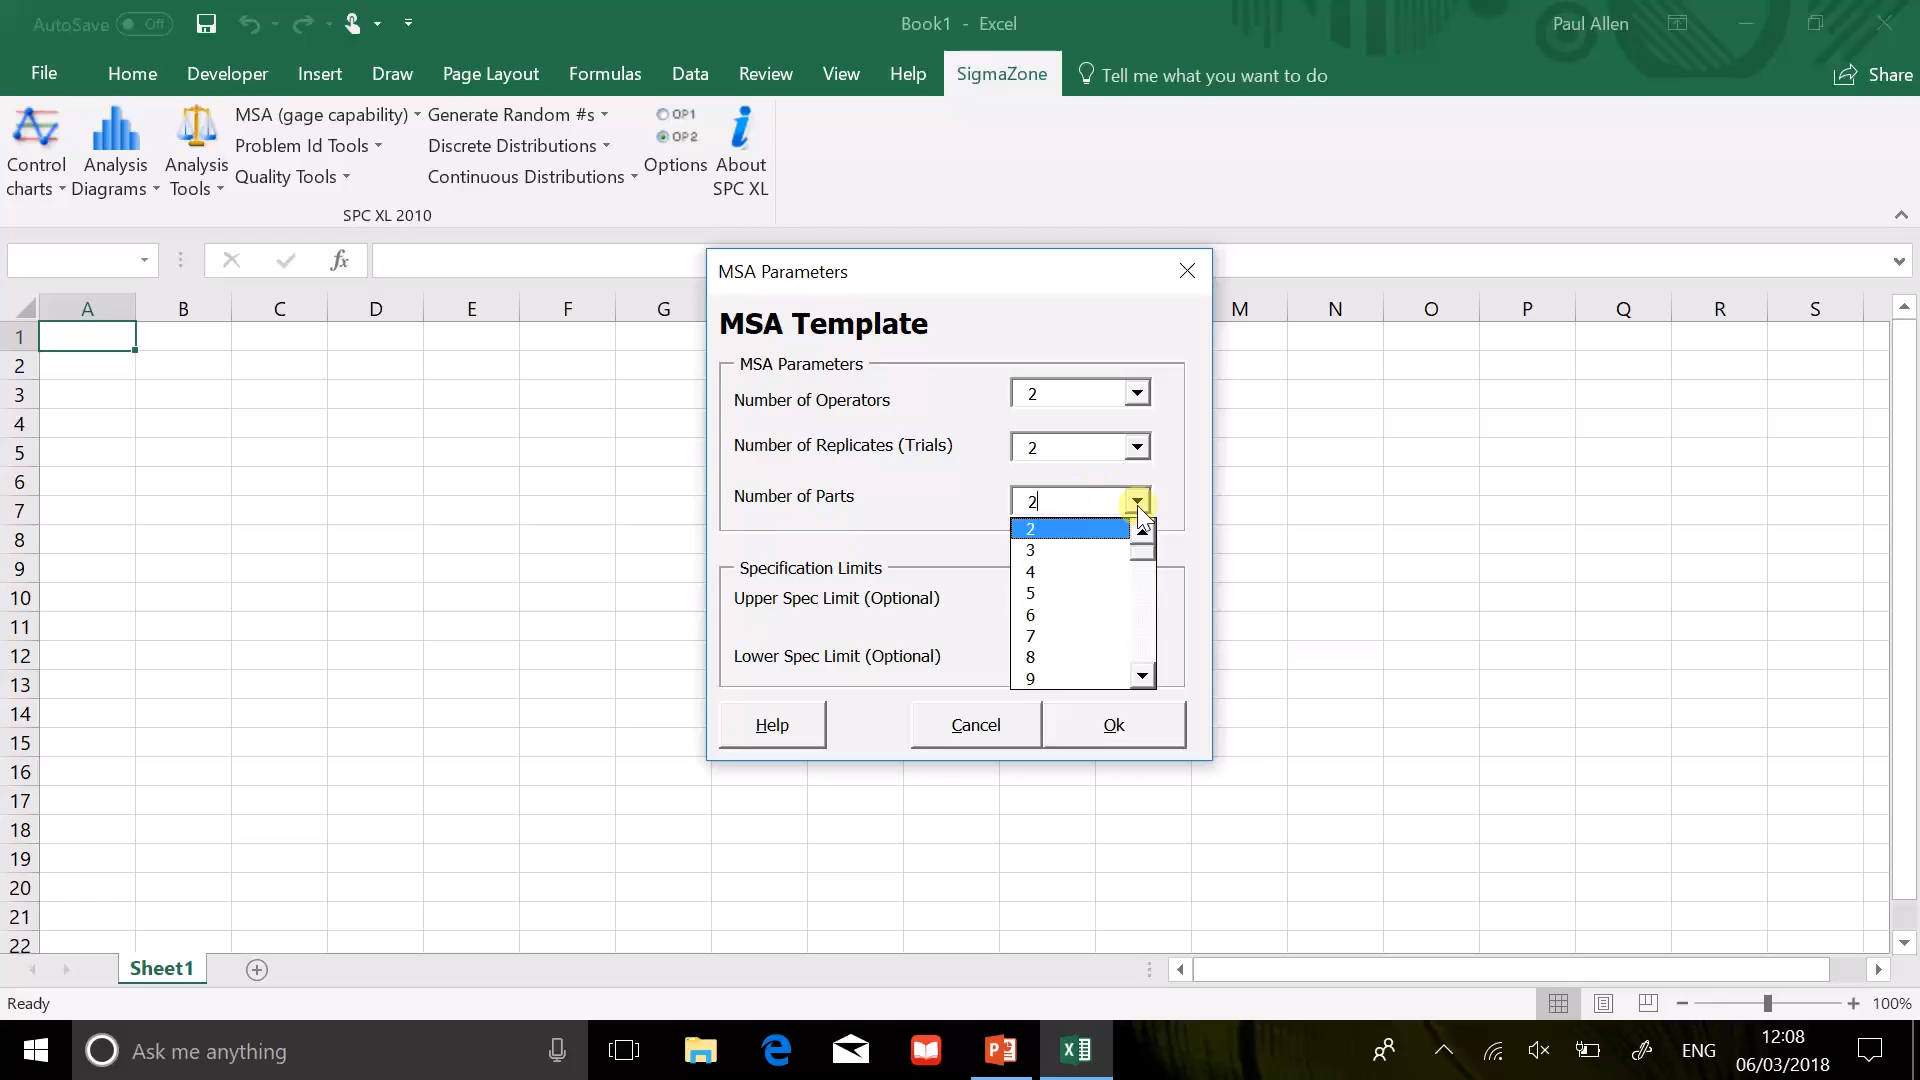 AutoSave Off
Book1 - Excel
Paul Allen
File Home Developer Insert Draw Page Layout Formulas Data Review View Help SigmaZone Tell me what you want to do Share
Control charts
Analysis Diagrams
Analysis Tools
MSA (gage capability)
Problem Id Tools
Quality Tools
Generate Random #s
Discrete Distributions
Continuous Distributions
OP1
OP2
Options
About SPC XL
SPC XL 2010
fx
A B C D E F G M N O P Q R S
1
2
3
4
5
6
7
8
9
10
11
12
13
14
15
16
17
18
19
20
21
22
MSA Parameters
MSA Template
MSA Parameters
Number of Operators 2
Number of Replicates (Trials) 2
Number of Parts 2
2
3
4
5
6
7
8
9
Specification Limits
Upper Spec Limit (Optional)
Lower Spec Limit (Optional)
Help Cancel Ok
Sheet1
Ready
100%
Ask me anything
ENG
12:08
06/03/2018